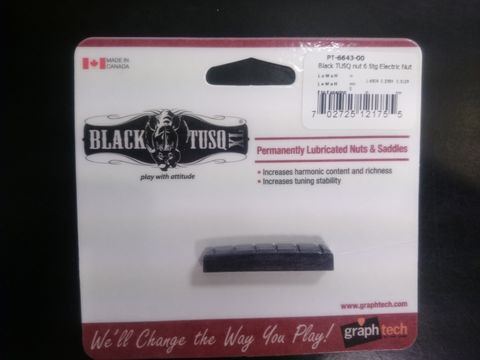 MADE IN
CANADA
PT-6643-00
Black TUSQ nut 6 Stg Electric Nut
L x W x H
L x W x H
7 02725 12175 5
BLACK TUSQ XL
play with attitude
Permanently Lubricated Nuts & Saddles
• Increases harmonic content and richness
• Increases tuning stability
www.graphtech.com
We'll Change the Way You Play!
graph tech